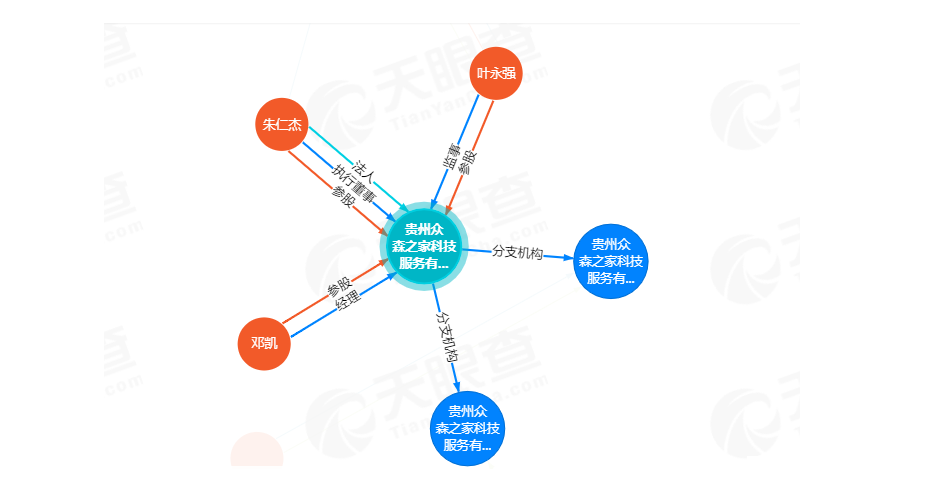 叶永强
朱仁杰
法人
执行董事
参股
监事
参股
贵州众
森之家科技
服务有...
分支机构
贵州众
森之家科技
服务有...
参股
经理
邓凯
分支机构
贵州众
森之家科技
服务有...
天眼查
天眼查